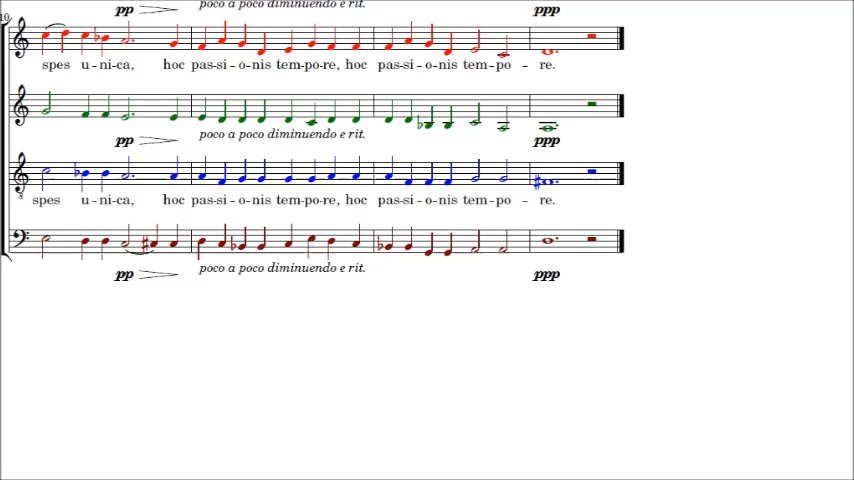 poco a poco diminuendo e rit.
10 pp ppp
spes u-ni-ca, hoc pas-si-o-nis tem-po-re, hoc pas-si-o-nis tem-po-re.
pp poco a poco diminuendo e rit. ppp
8
spes u-ni-ca, hoc pas-si-o-nis tem-po-re, hoc pas-si-o-nis tem-po-re.
pp poco a poco diminuendo e rit. ppp